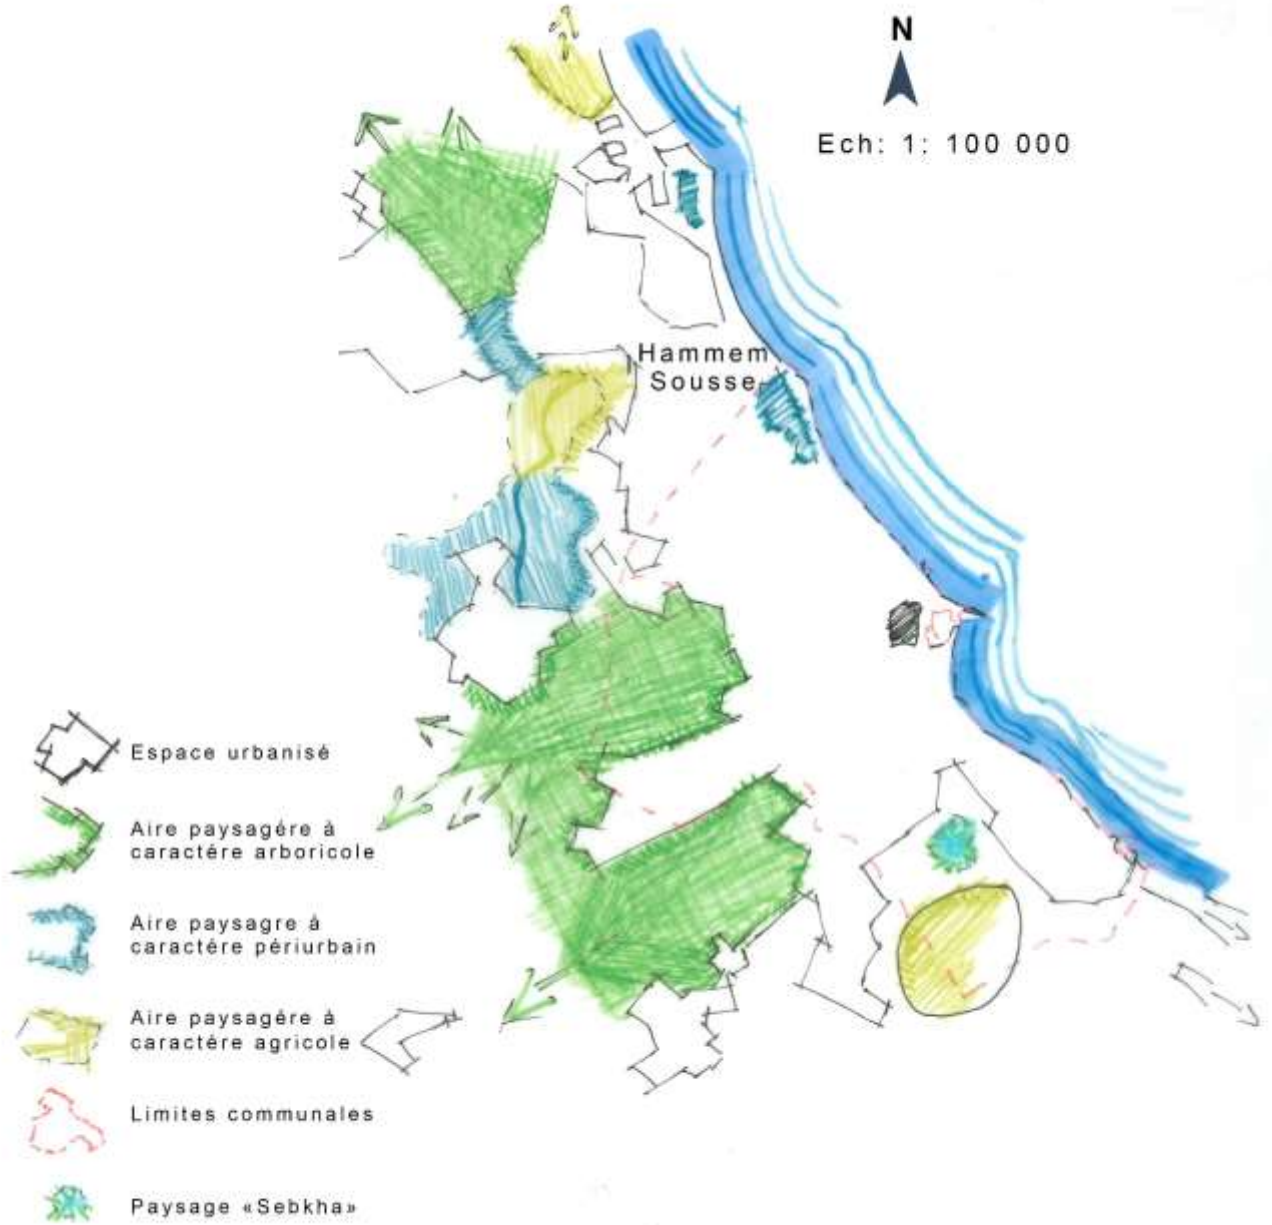 N
Ech: 1: 100 000
Hammem
Sousse
Espace urbanisé
Aire paysagére à
caractére arboricole
Aire paysagre à
caractére périurbain
Aire paysagére à
caractére agricole
Limites communales
Paysage «Sebkha»